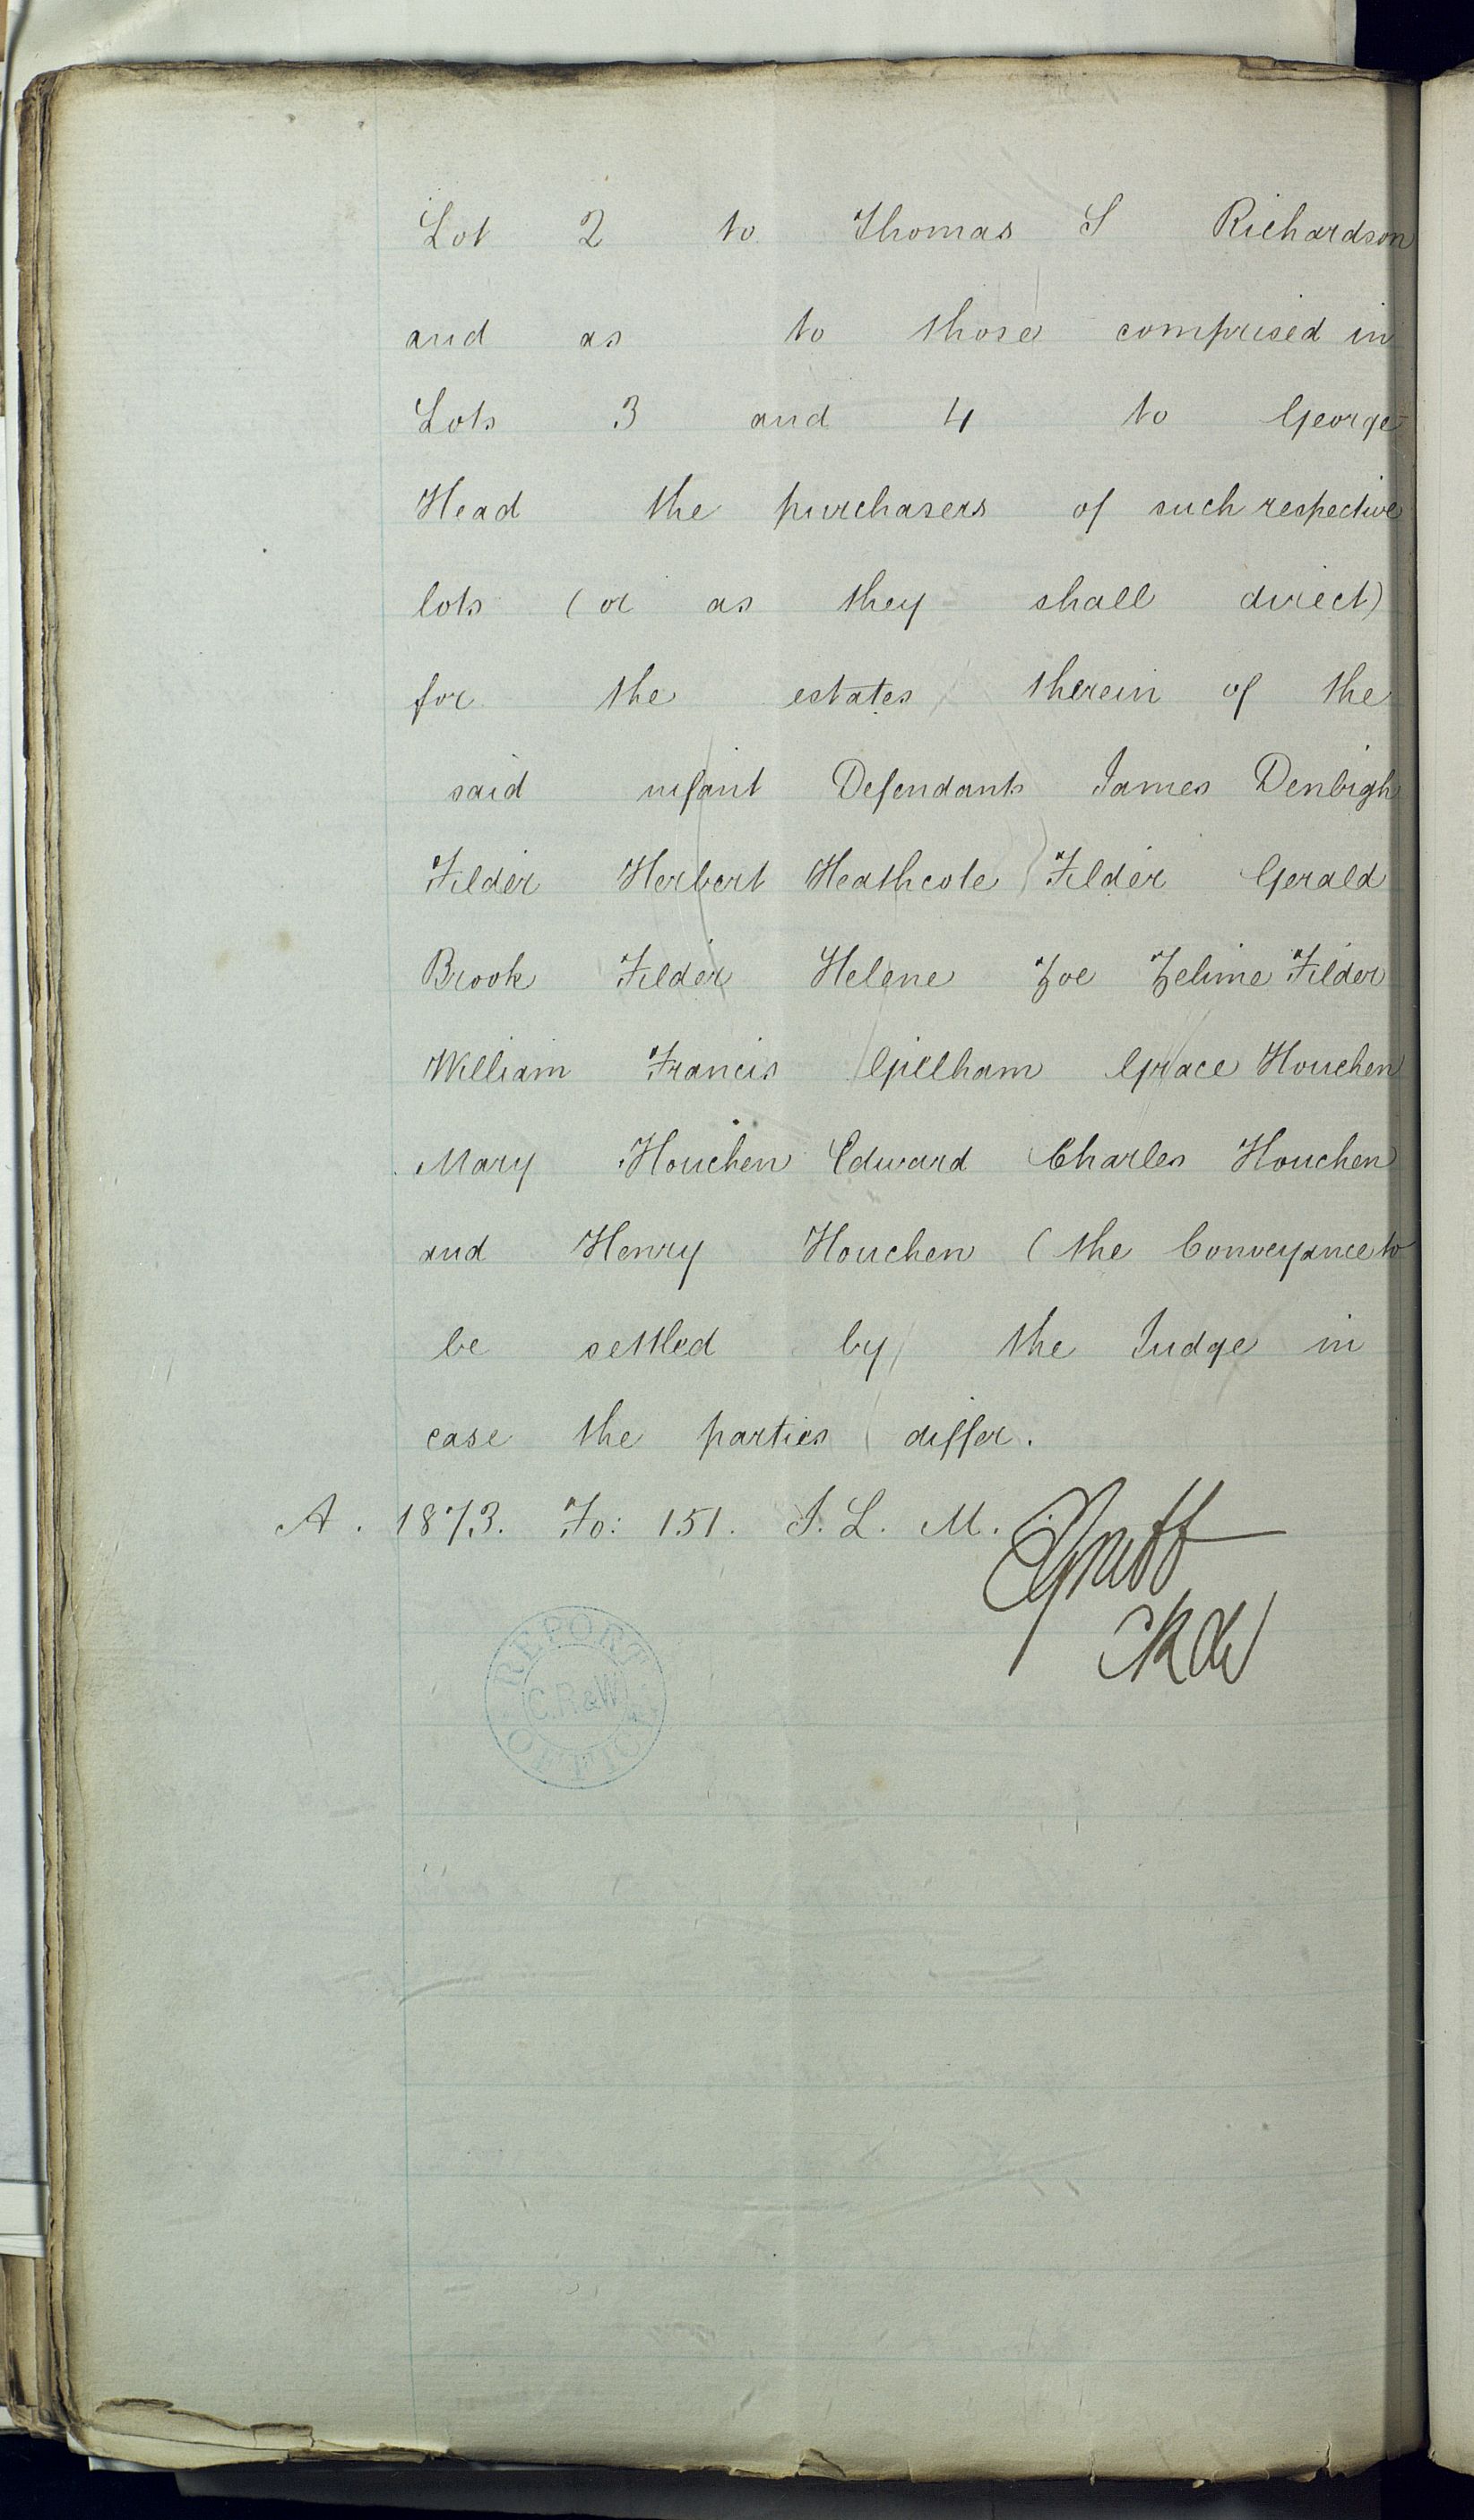 Lot 2 to Thomas S Richardson
and as to those comprised in
Lots 3 and 4 to George
Head the purchasers of such respective
lots (or as they shall direct)
for the estates therein of the
said infant Defendants James Denbigh
Filder Herbert Heathcote Filder Gerald
Brook Filder Helene Zoe Zelime Filder
William Francis Gillham Grace Houchen
Mary Houchen Edward Charles Houchen
and Henry Houchen (the Conveyance to
be settled by the Judge in
case the parties differ.
A. 1873. Fo: 151. J. L. M.
REPORT OFFICE
C.R.&W.